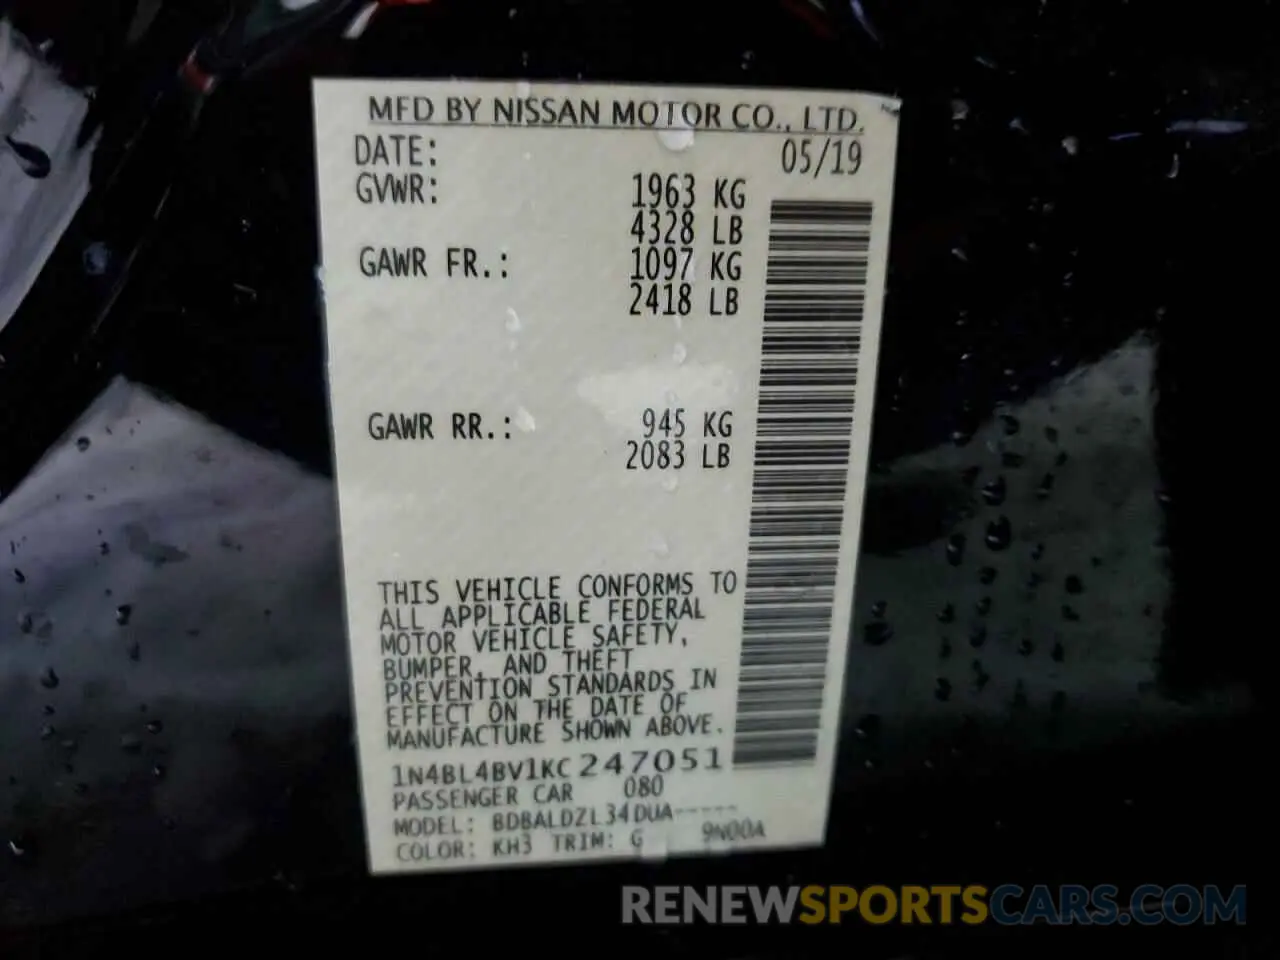 MFD BY NISSAN MOTOR CO., LTD.
DATE: 05/19
GVWR: 1963 KG
4328 LB
GAWR FR.: 1097 KG
2418 LB
GAWR RR.: 945 KG
2083 LB
THIS VEHICLE CONFORMS TO
ALL APPLICABLE FEDERAL
MOTOR VEHICLE SAFETY,
BUMPER, AND THEFT
PREVENTION STANDARDS IN
EFFECT ON THE DATE OF
MANUFACTURE SHOWN ABOVE.
1N4BL4BV1KC247051
PASSENGER CAR 080
MODEL: BDBALDZL34DUA-----
COLOR: KH3 TRIM: G 9N00A
RENEWSPORTSCARS.COM